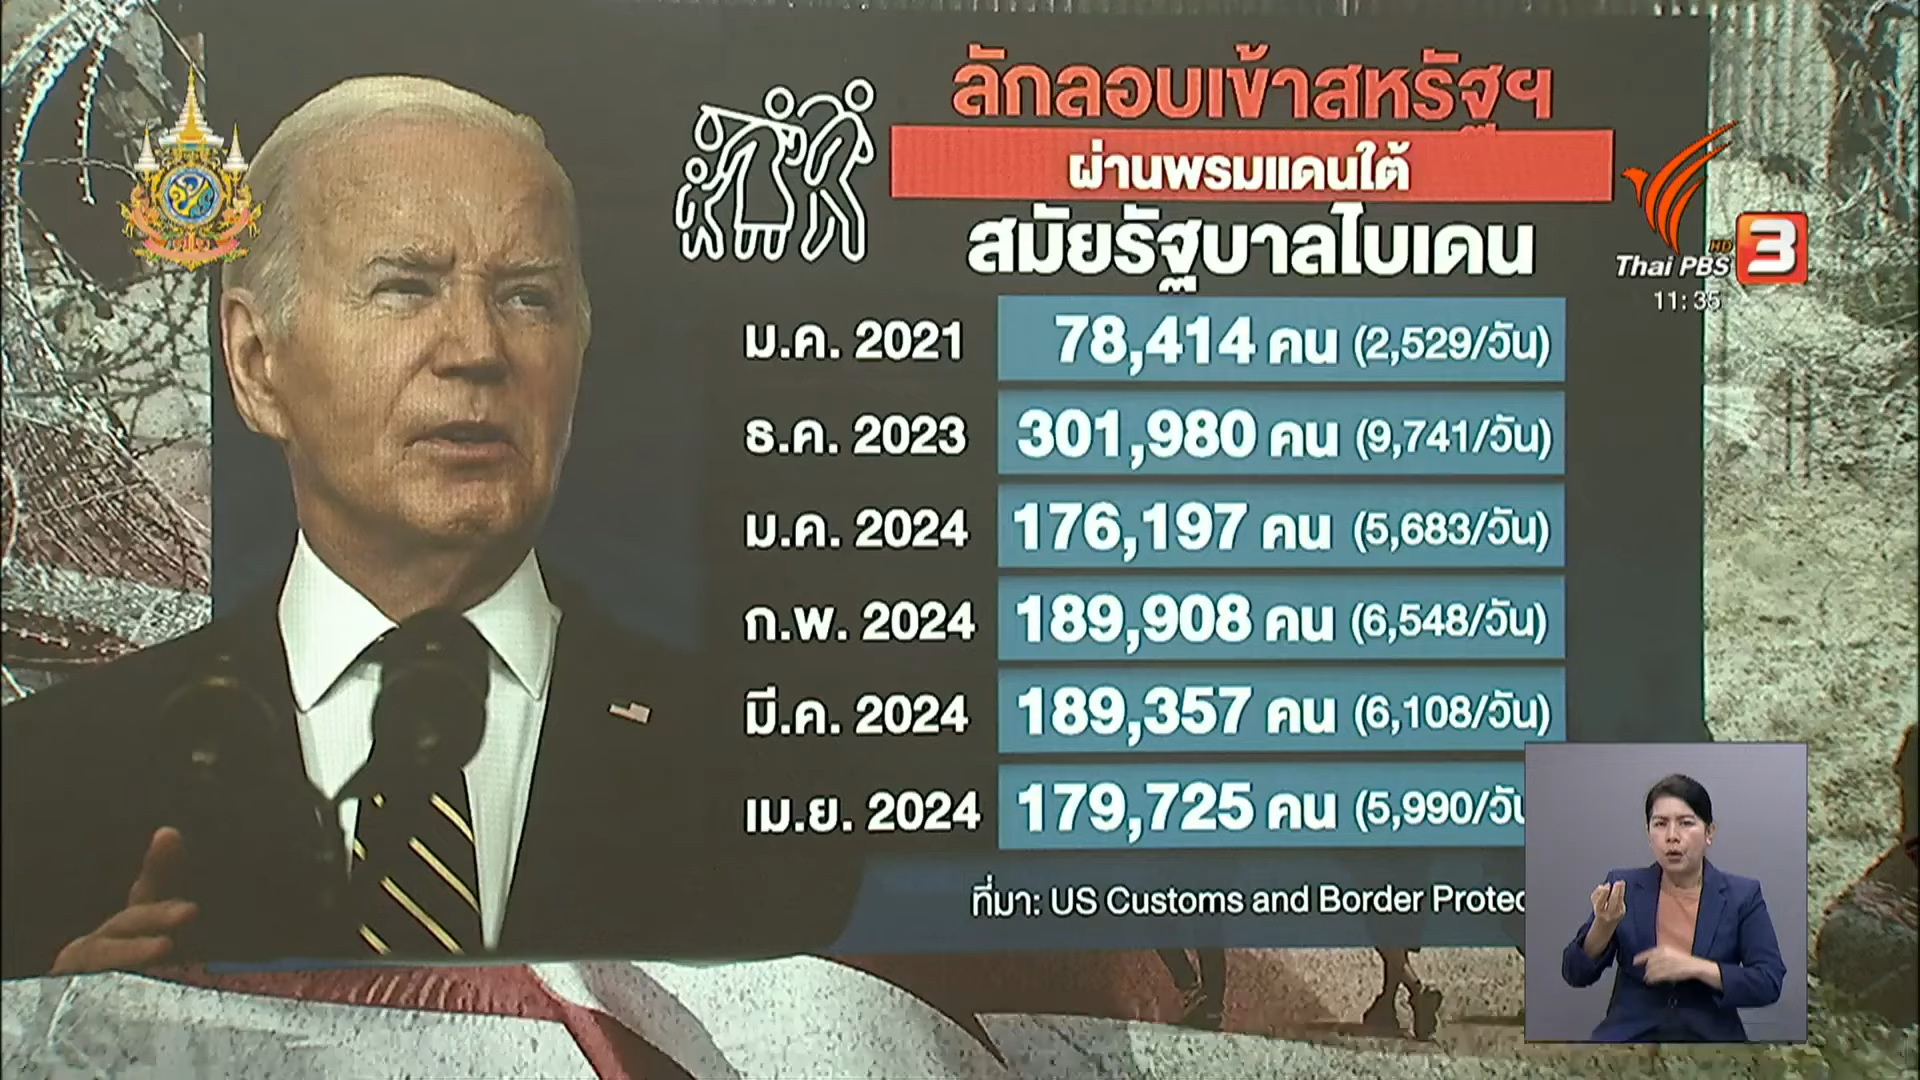 ลักลอบเข้าสหรัฐฯ
ผ่านพรมแดนใต้
สมัยรัฐบาลไบเดน
Thai PBS HD 3
11:35
ม.ค. 2021 78,414 คน (2,529/วัน)
ธ.ค. 2023 301,980 คน (9,741/วัน)
ม.ค. 2024 176,197 คน (5,683/วัน)
ก.พ. 2024 189,908 คน (6,548/วัน)
มี.ค. 2024 189,357 คน (6,108/วัน)
เม.ย. 2024 179,725 คน (5,990/วั
ที่มา: US Customs and Border Protec